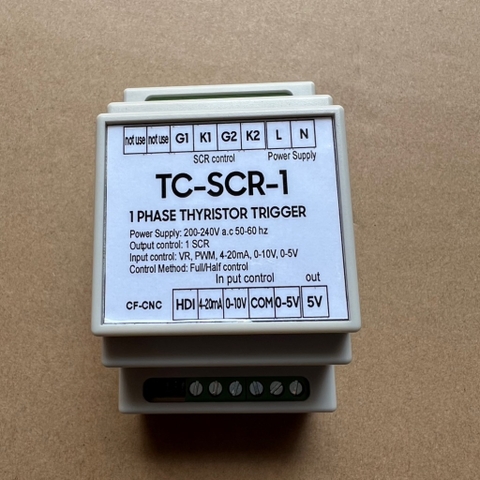 not use not use G1 K1 G2 K2 L N
SCR control Power Supply
TC-SCR-1
1 PHASE THYRISTOR TRIGGER
Power Supply: 200-240V a.c 50-60 hz
Output control: 1 SCR
Input control: VR, PWM, 4-20mA, 0-10V, 0-5V
Control Method: Full/Half control
In put control out
CF-CNC HDI 4-20mA 0-10V COM 0-5V 5V